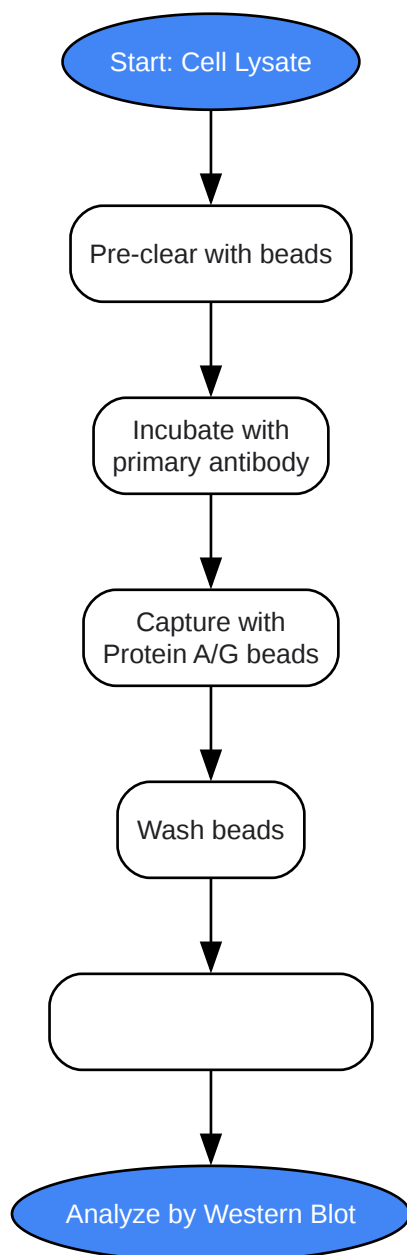 Start: Cell Lysate
Pre-clear with beads
Incubate with
primary antibody
Capture with
Protein A/G beads
Wash beads
Analyze by Western Blot